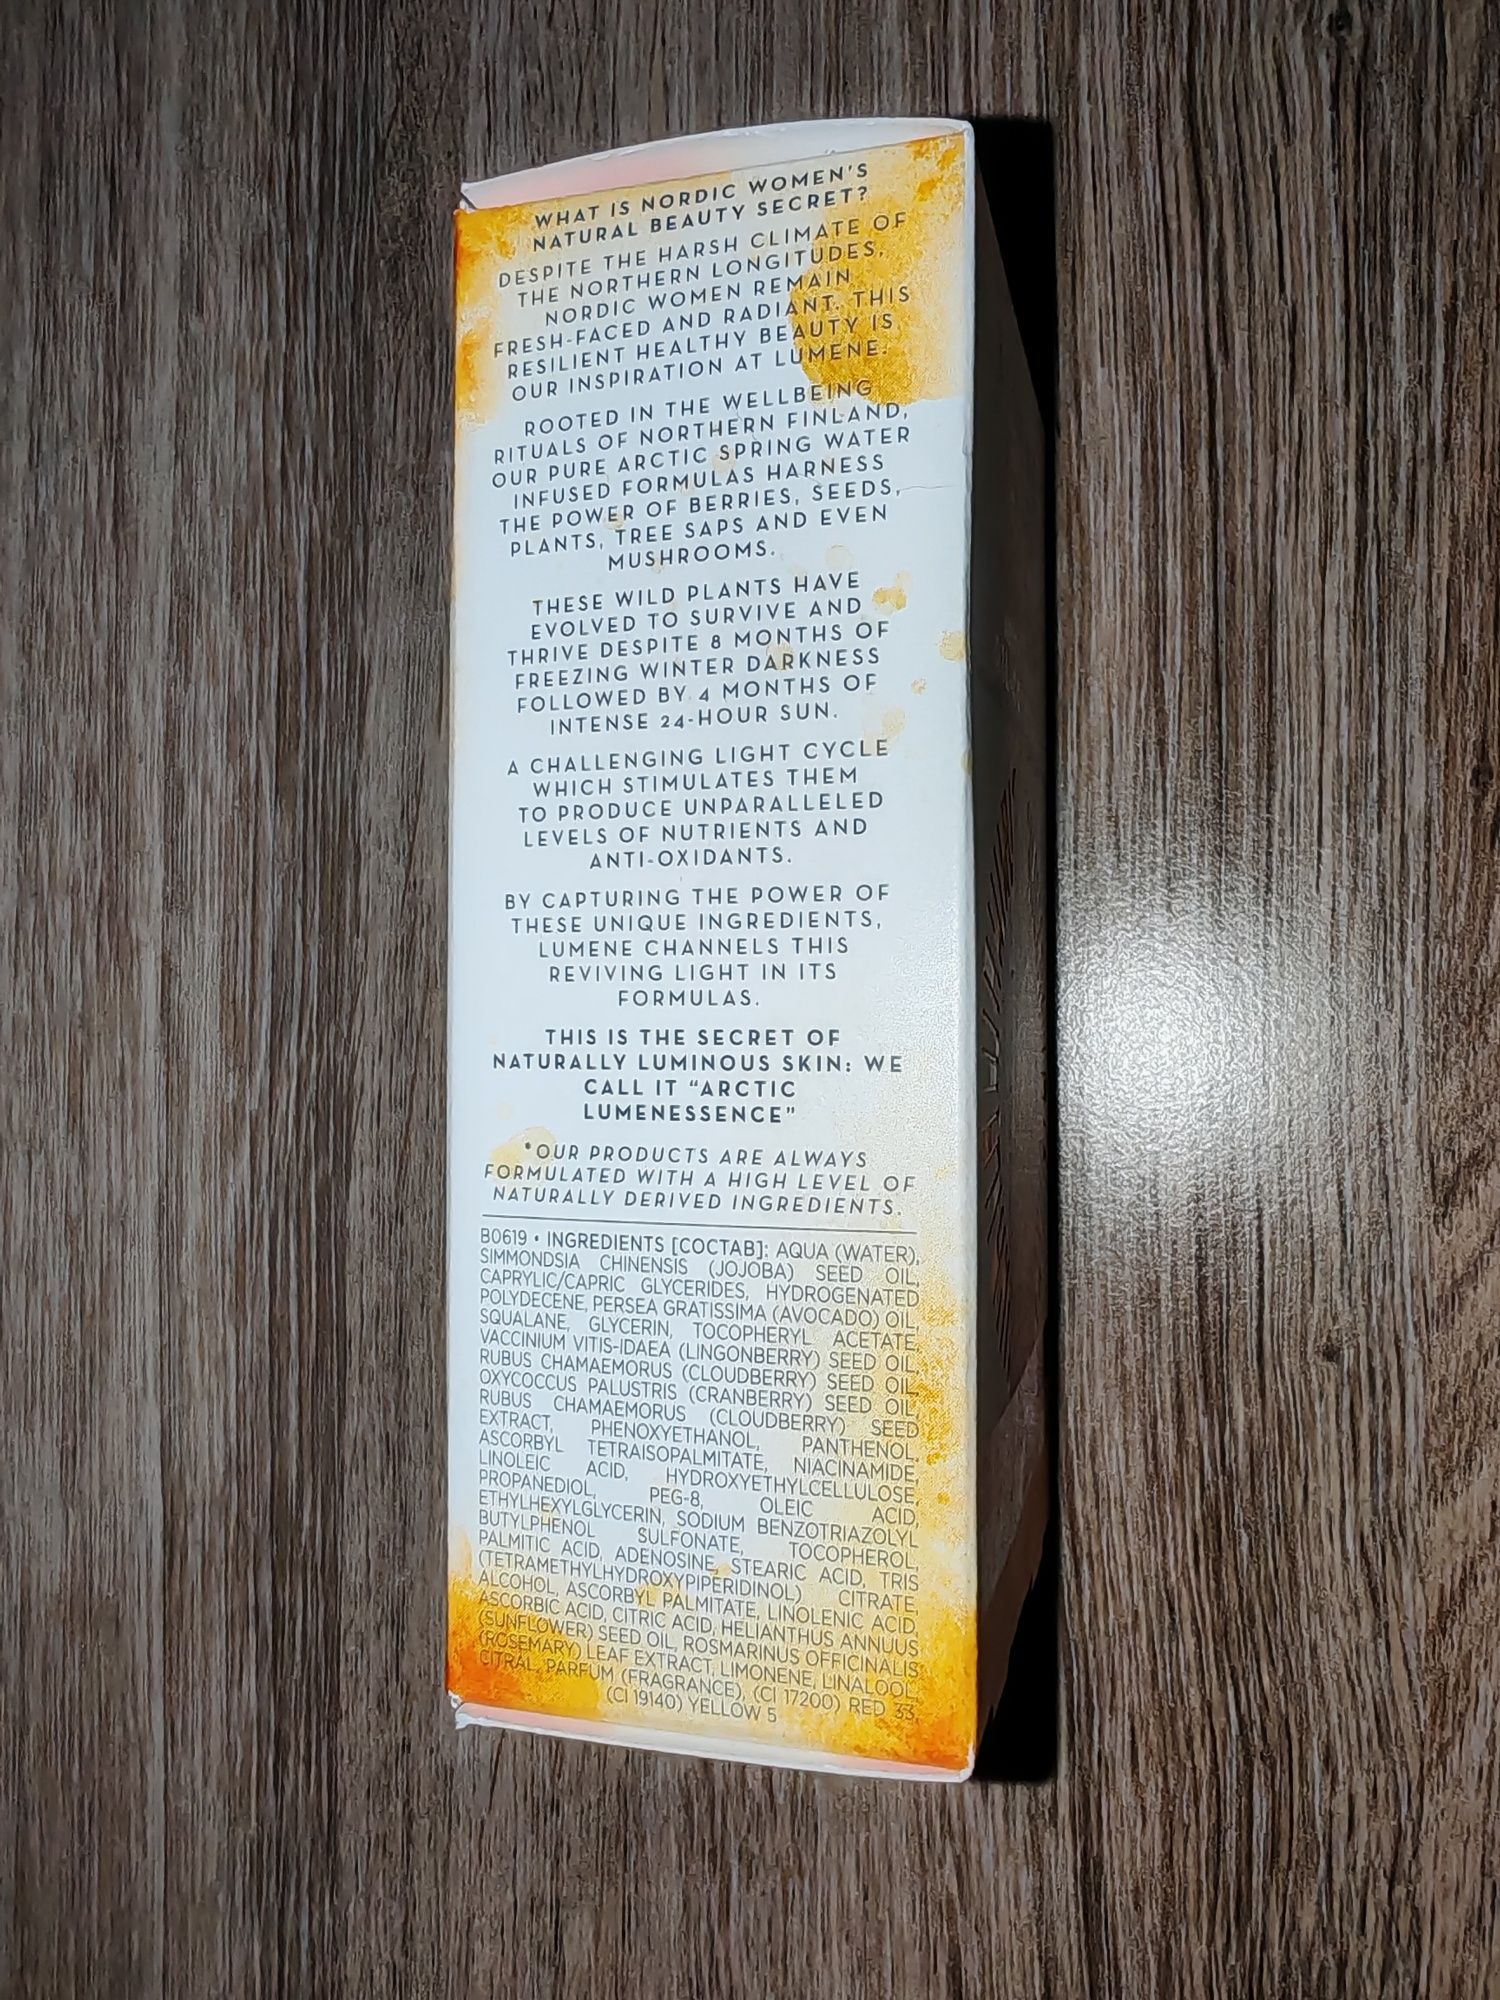 WHAT IS NORDIC WOMEN'S
NATURAL BEAUTY SECRET?
DESPITE THE HARSH CLIMATE OF
THE NORTHERN LONGITUDES,
NORDIC WOMEN REMAIN
FRESH-FACED AND RADIANT. THIS
RESILIENT HEALTHY BEAUTY IS
OUR INSPIRATION AT LUMENE.
ROOTED IN THE WELLBEING
RITUALS OF NORTHERN FINLAND,
OUR PURE ARCTIC SPRING WATER
INFUSED FORMULAS HARNESS
THE POWER OF BERRIES, SEEDS,
PLANTS, TREE SAPS AND EVEN
MUSHROOMS.
THESE WILD PLANTS HAVE
EVOLVED TO SURVIVE AND
THRIVE DESPITE 8 MONTHS OF
FREEZING WINTER DARKNESS
FOLLOWED BY 4 MONTHS OF
INTENSE 24-HOUR SUN.
A CHALLENGING LIGHT CYCLE
WHICH STIMULATES THEM
TO PRODUCE UNPARALLELED
LEVELS OF NUTRIENTS AND
ANTI-OXIDANTS.
BY CAPTURING THE POWER OF
THESE UNIQUE INGREDIENTS,
LUMENE CHANNELS THIS
REVIVING LIGHT IN ITS
FORMULAS.
THIS IS THE SECRET OF
NATURALLY LUMINOUS SKIN: WE
CALL IT “ARCTIC
LUMENESSENCE”
*OUR PRODUCTS ARE ALWAYS
FORMULATED WITH A HIGH LEVEL OF
NATURALLY DERIVED INGREDIENTS.
B0619 • INGREDIENTS [СОСТАВ]: AQUA (WATER),
SIMMONDSIA CHINENSIS (JOJOBA) SEED OIL,
CAPRYLIC/CAPRIC GLYCERIDES, HYDROGENATED
POLYDECENE, PERSEA GRATISSIMA (AVOCADO) OIL,
SQUALANE, GLYCERIN, TOCOPHERYL ACETATE,
VACCINIUM VITIS-IDAEA (LINGONBERRY) SEED OIL,
RUBUS CHAMAEMORUS (CLOUDBERRY) SEED OIL,
OXYCOCCUS PALUSTRIS (CRANBERRY) SEED OIL,
RUBUS CHAMAEMORUS (CLOUDBERRY) SEED
EXTRACT, PHENOXYETHANOL, PANTHENOL,
ASCORBYL TETRAISOPALMITATE, NIACINAMIDE,
LINOLEIC ACID, HYDROXYETHYLCELLULOSE,
PROPANEDIOL, PEG-8, OLEIC ACID,
ETHYLHEXYLGLYCERIN, SODIUM BENZOTRIAZOLYL
BUTYLPHENOL SULFONATE, TOCOPHEROL,
PALMITIC ACID, ADENOSINE, STEARIC ACID, TRIS
(TETRAMETHYLHYDROXYPIPERIDINOL) CITRATE,
ALCOHOL, ASCORBYL PALMITATE, LINOLENIC ACID,
ASCORBIC ACID, CITRIC ACID, HELIANTHUS ANNUUS
(SUNFLOWER) SEED OIL, ROSMARINUS OFFICINALIS
(ROSEMARY) LEAF EXTRACT, LIMONENE, LINALOOL,
CITRAL, PARFUM (FRAGRANCE), (CI 17200) RED 33,
(CI 19140) YELLOW 5